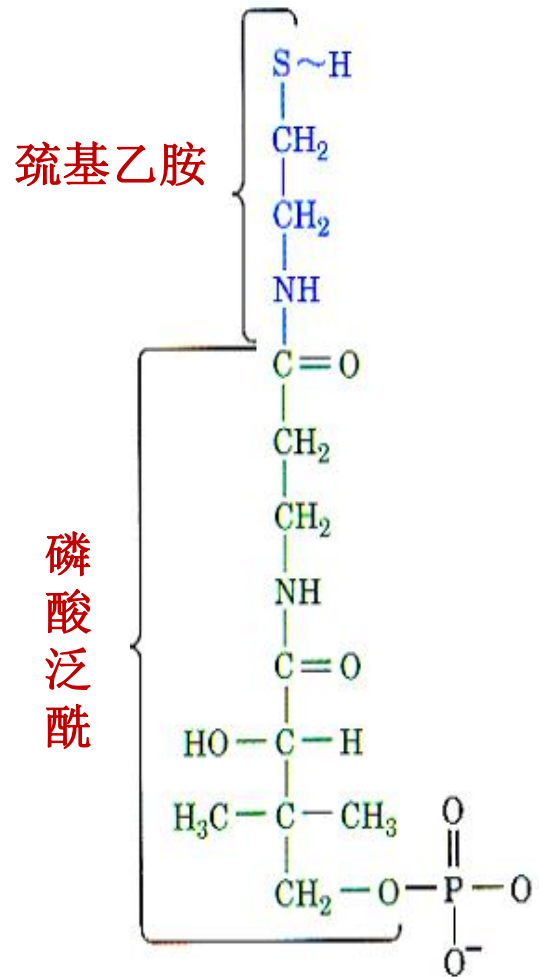 S~H
CH₂
巯基乙胺
CH₂
NH
C=O
CH₂
CH₂
磷酸泛酰
NH
C=O
HO-C-H
H₃C-C-CH₃
O
CH₂-O-P-O
O⁻